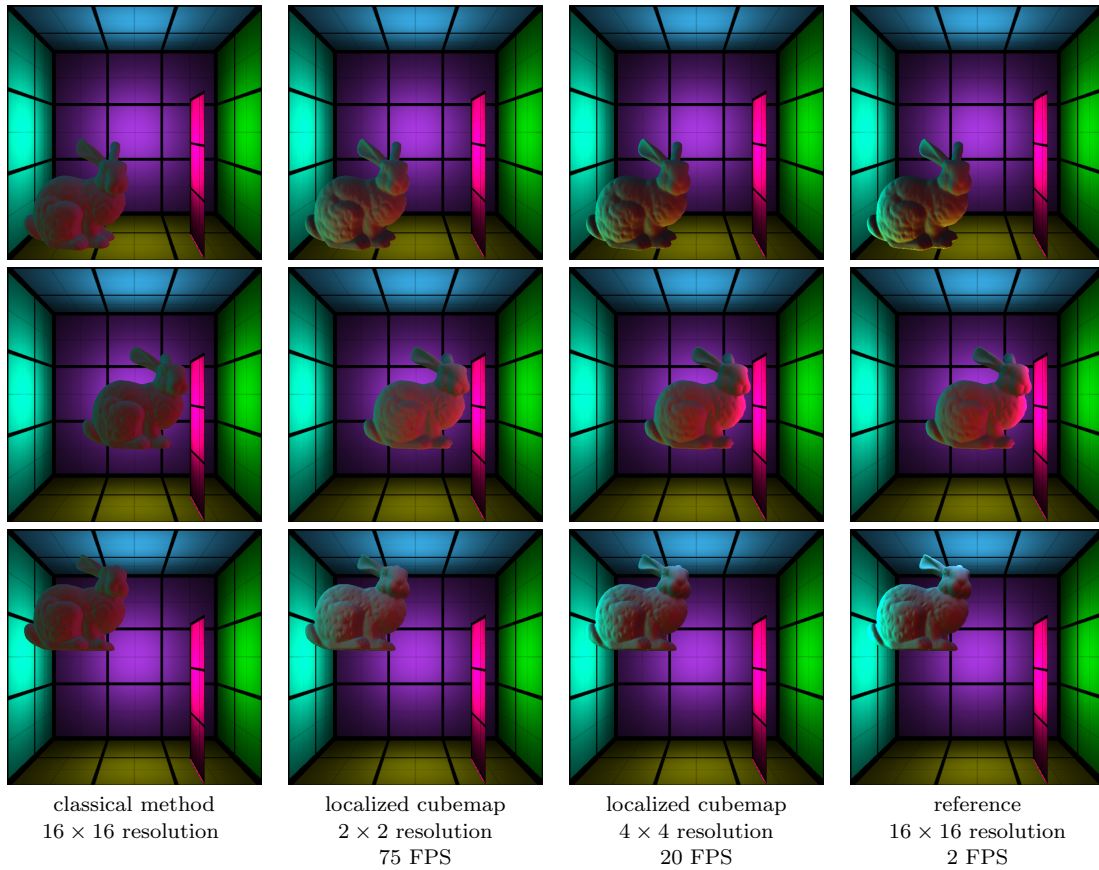 classical method
16 × 16 resolution
localized cubemap
2 × 2 resolution
75 FPS
localized cubemap
4 × 4 resolution
20 FPS
reference
16 × 16 resolution
2 FPS